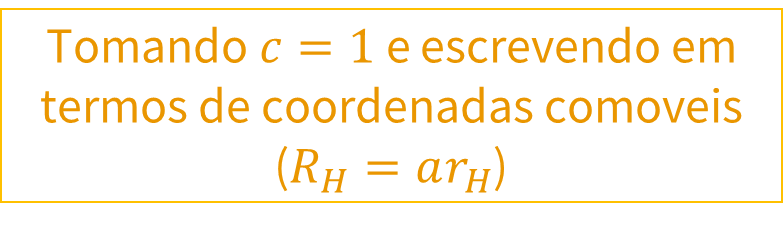 Tomando c = 1 e escrevendo em
termos de coordenadas comoveis
(R_H = ar_H)